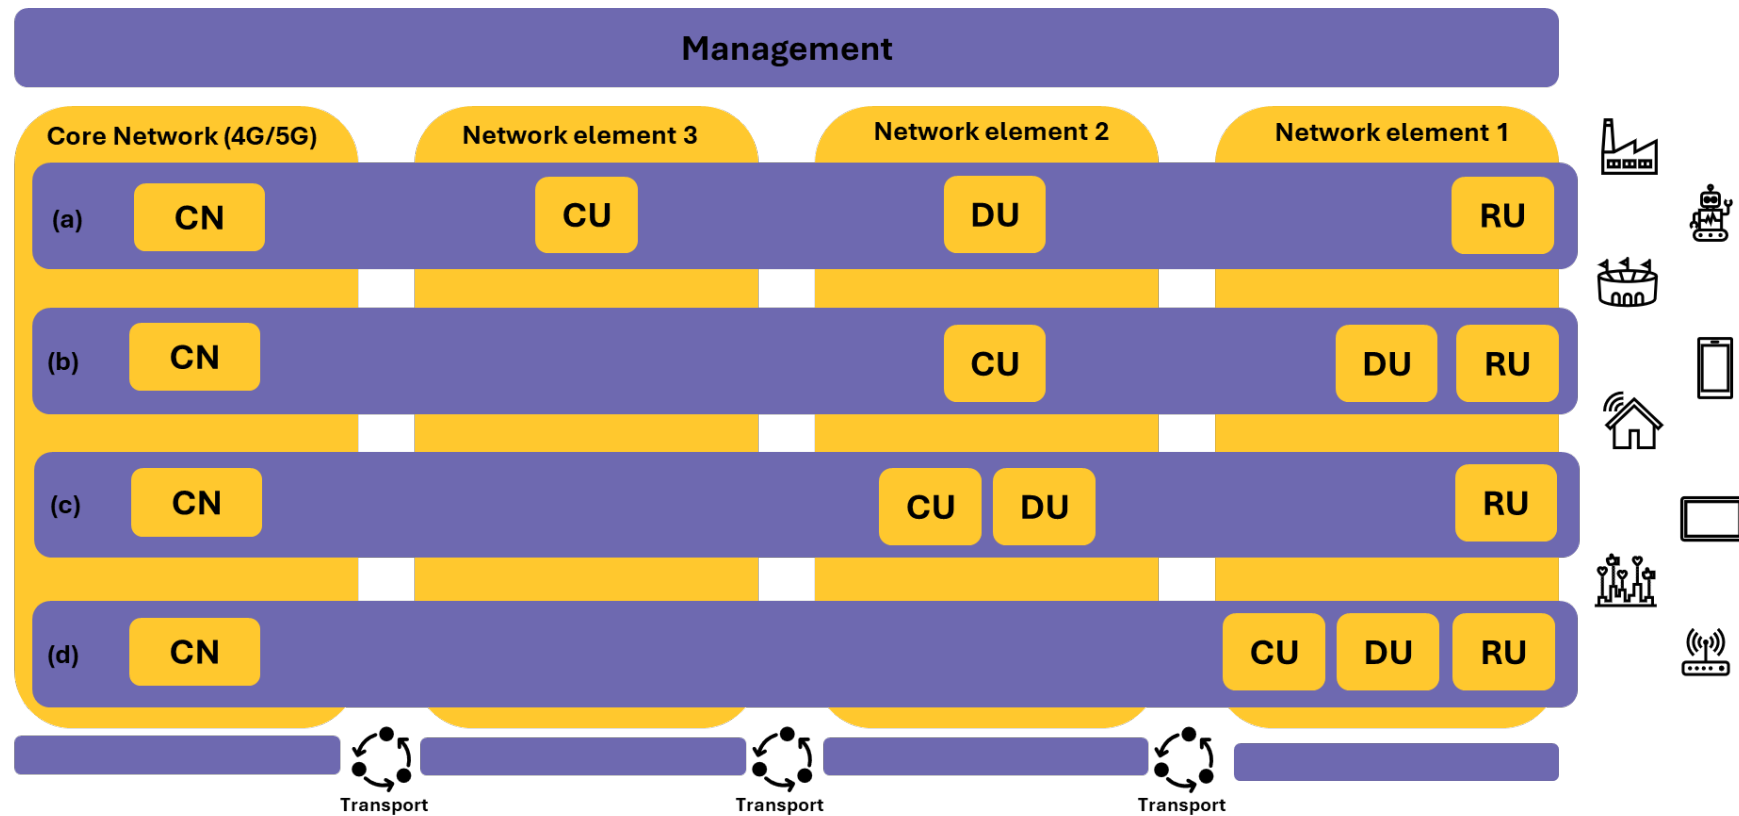 Management
Core Network (4G/5G)
Network element 3
Network element 2
Network element 1
(a)
CN
CU
DU
RU
(b)
CN
CU
DU
RU
(c)
CN
CU
DU
RU
(d)
CN
CU
DU
RU
Transport
Transport
Transport